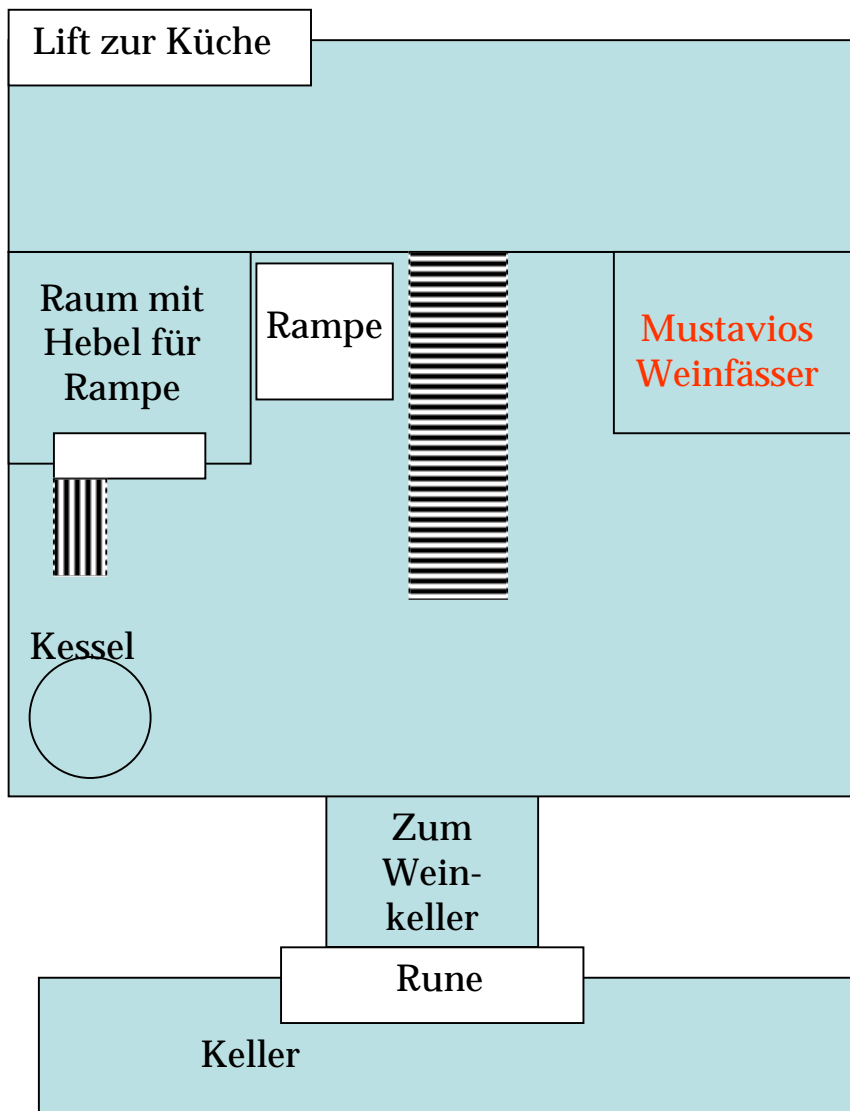 Lift zur Küche
Raum mit
Hebel für
Rampe
Rampe
Mustavios
Weinfässer
Kessel
Zum
Wein-
keller
Rune
Keller